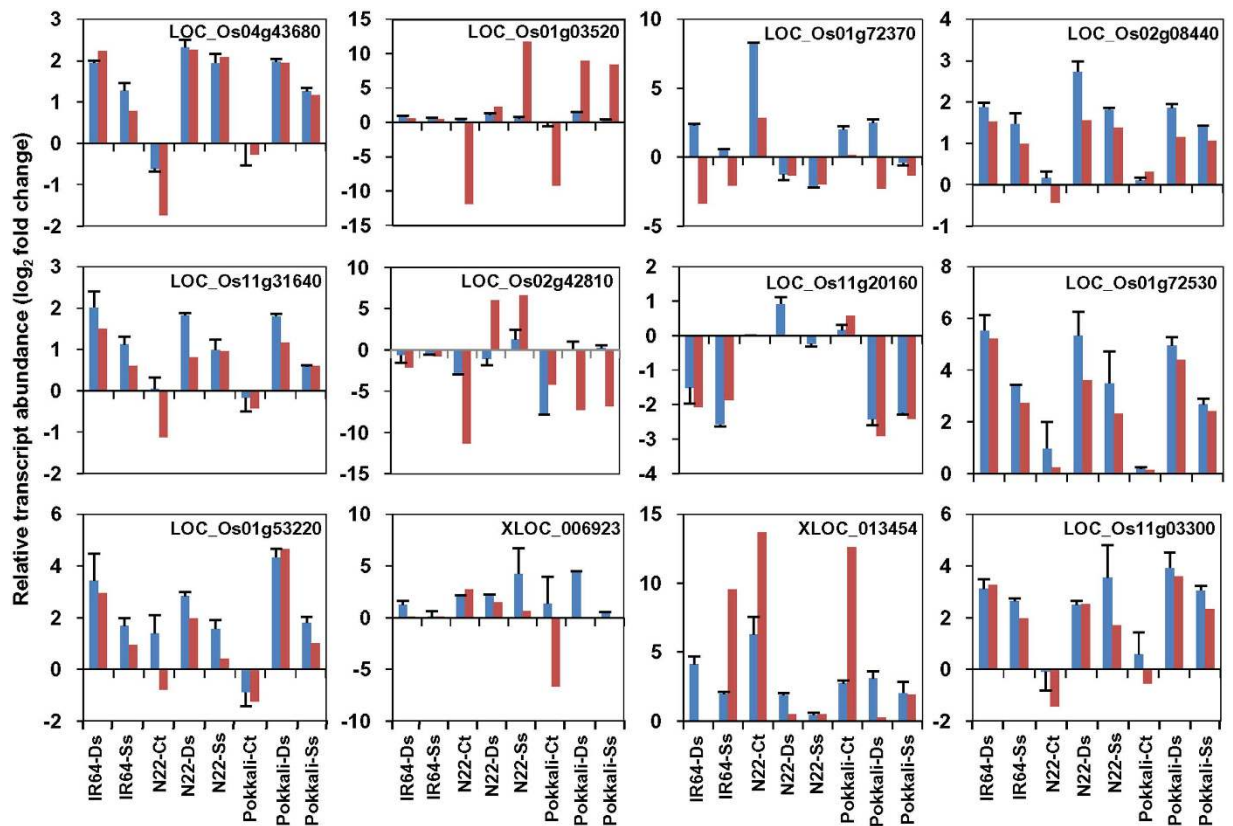 Relative transcript abundance (log2 fold change)
LOC_Os04g43680
3
2
1
0
-1
-2
LOC_Os01g03520
15
10
5
0
-5
-10
-15
LOC_Os01g72370
10
5
0
-5
LOC_Os02g08440
4
3
2
1
0
-1
LOC_Os11g31640
3
2
1
0
-1
-2
LOC_Os02g42810
10
5
0
-5
-10
-15
LOC_Os11g20160
2
1
0
-1
-2
-3
-4
LOC_Os01g72530
8
6
4
2
0
LOC_Os01g53220
6
4
2
0
-2
XLOC_006923
10
5
0
-5
-10
XLOC_013454
15
10
5
0
LOC_Os11g03300
6
4
2
0
-2
IR64-Ds
IR64-Ss
N22-Ct
N22-Ds
N22-Ss
Pokkali-Ct
Pokkali-Ds
Pokkali-Ss
IR64-Ds
IR64-Ss
N22-Ct
N22-Ds
N22-Ss
Pokkali-Ct
Pokkali-Ds
Pokkali-Ss
IR64-Ds
IR64-Ss
N22-Ct
N22-Ds
N22-Ss
Pokkali-Ct
Pokkali-Ds
Pokkali-Ss
IR64-Ds
IR64-Ss
N22-Ct
N22-Ds
N22-Ss
Pokkali-Ct
Pokkali-Ds
Pokkali-Ss